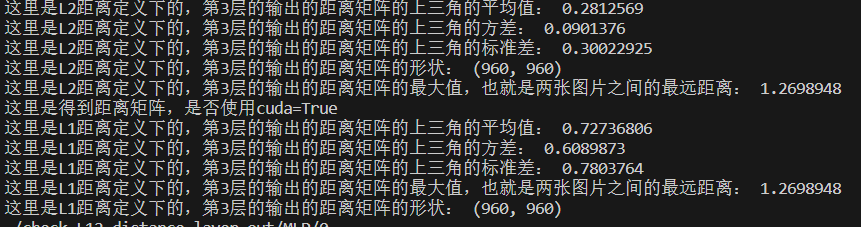 这里是L2距离定义下的，第3层的输出的距离矩阵的上三角的平均值： 0.2812569
这里是L2距离定义下的，第3层的输出的距离矩阵的上三角的方差： 0.0901376
这里是L2距离定义下的，第3层的输出的距离矩阵的上三角的标准差： 0.30022925
这里是L2距离定义下的，第3层的输出的距离矩阵的形状： (960, 960)
这里是L2距离定义下的，第3层的输出的距离矩阵的最大值，也就是两张图片之间的最远距离： 1.2698948
这里是得到距离矩阵，是否使用cuda=True
这里是L1距离定义下的，第3层的输出的距离矩阵的上三角的平均值： 0.72736806
这里是L1距离定义下的，第3层的输出的距离矩阵的上三角的方差： 0.6089873
这里是L1距离定义下的，第3层的输出的距离矩阵的上三角的标准差： 0.7803764
这里是L1距离定义下的，第3层的输出的距离矩阵的最大值，也就是两张图片之间的最远距离： 1.2698948
这里是L1距离定义下的，第3层的输出的距离矩阵的形状： (960, 960)